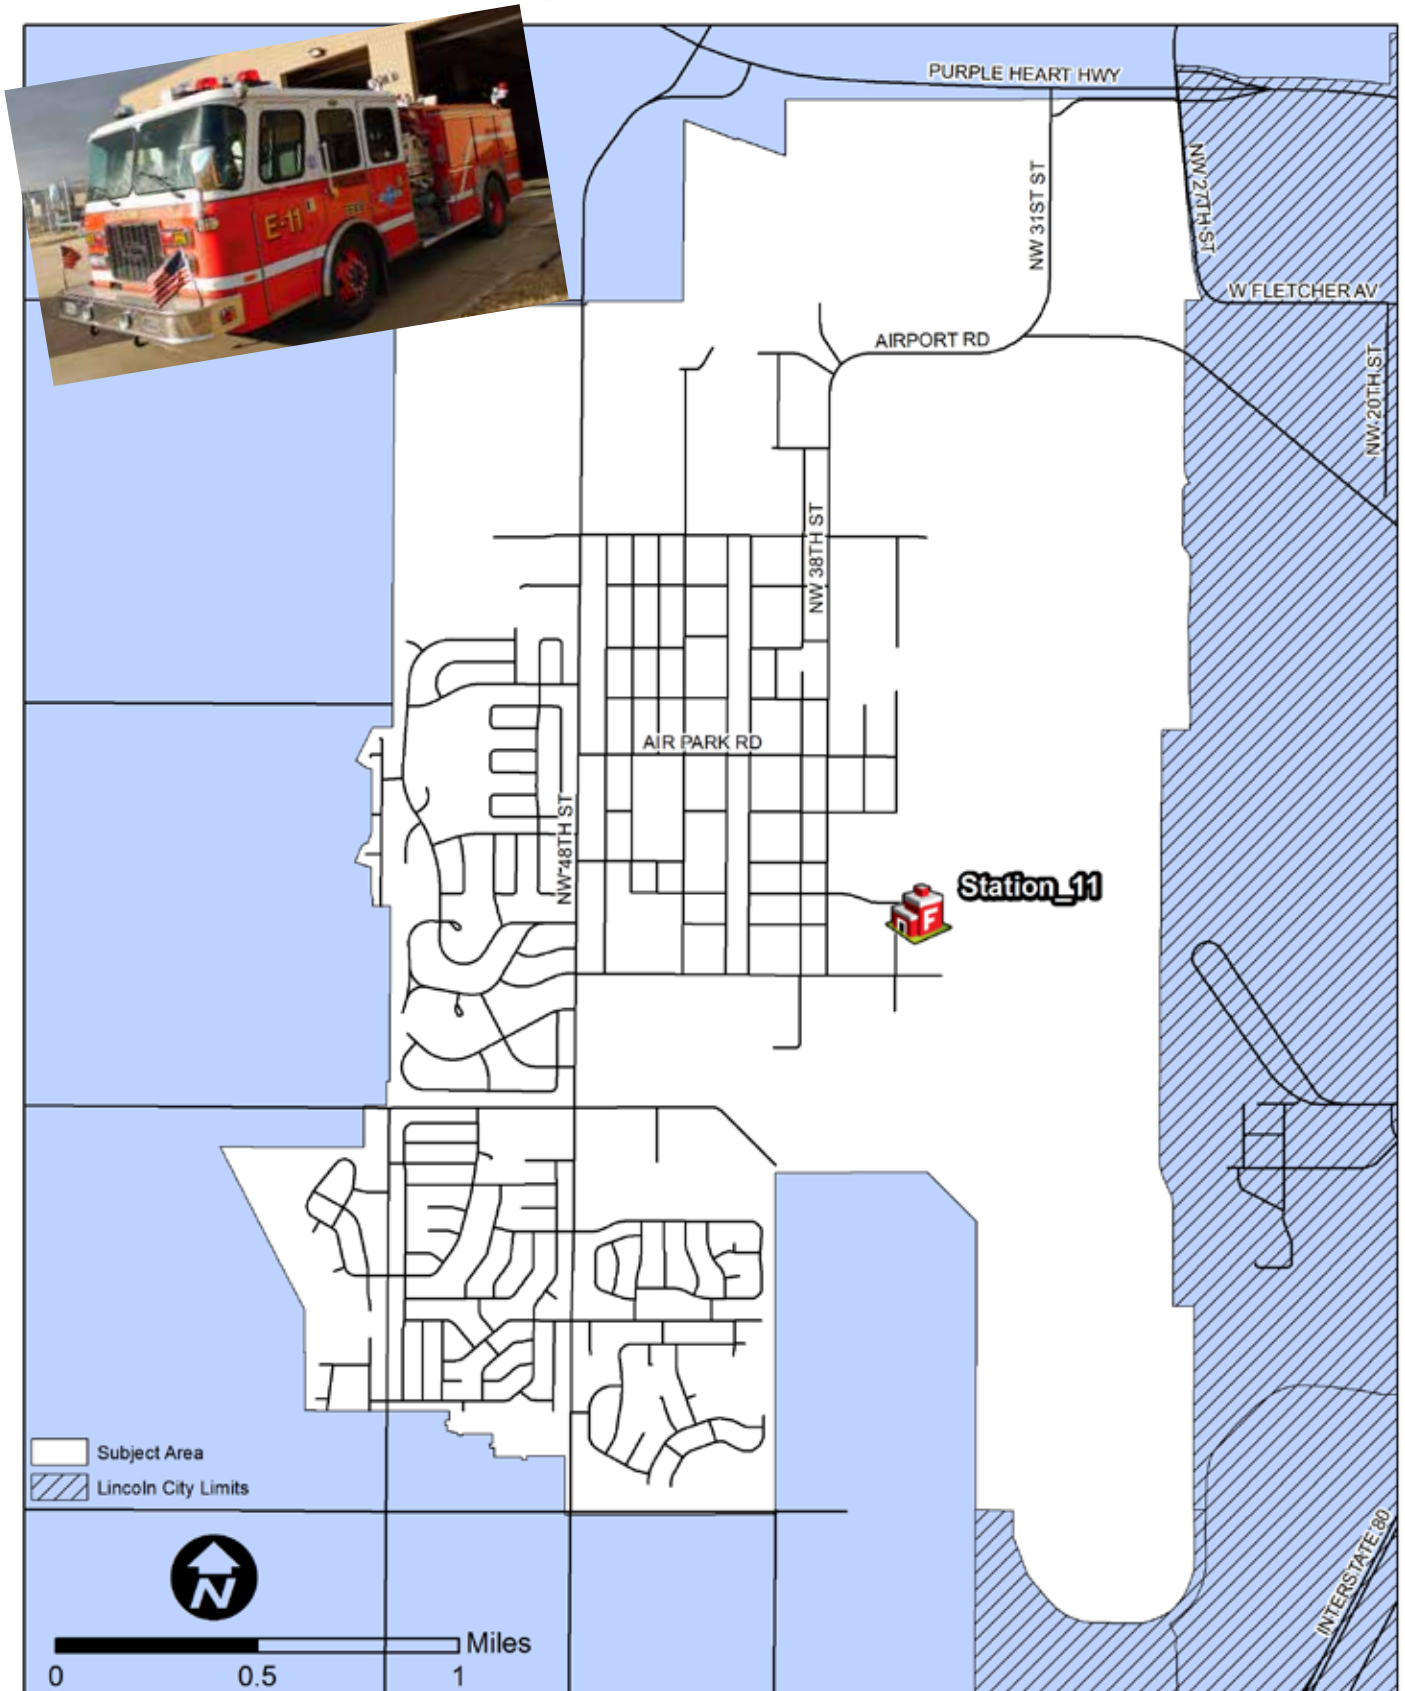 E-11
PURPLE HEART HWY
NW 31ST ST
NW 27TH ST
W FLETCHER AV
AIRPORT RD
NW 20TH ST
NW 38TH ST
AIR PARK RD
NW 48TH ST
Station_11
F
Subject Area
Lincoln City Limits
INTERSTATE 80
N
Miles
0 0.5 1